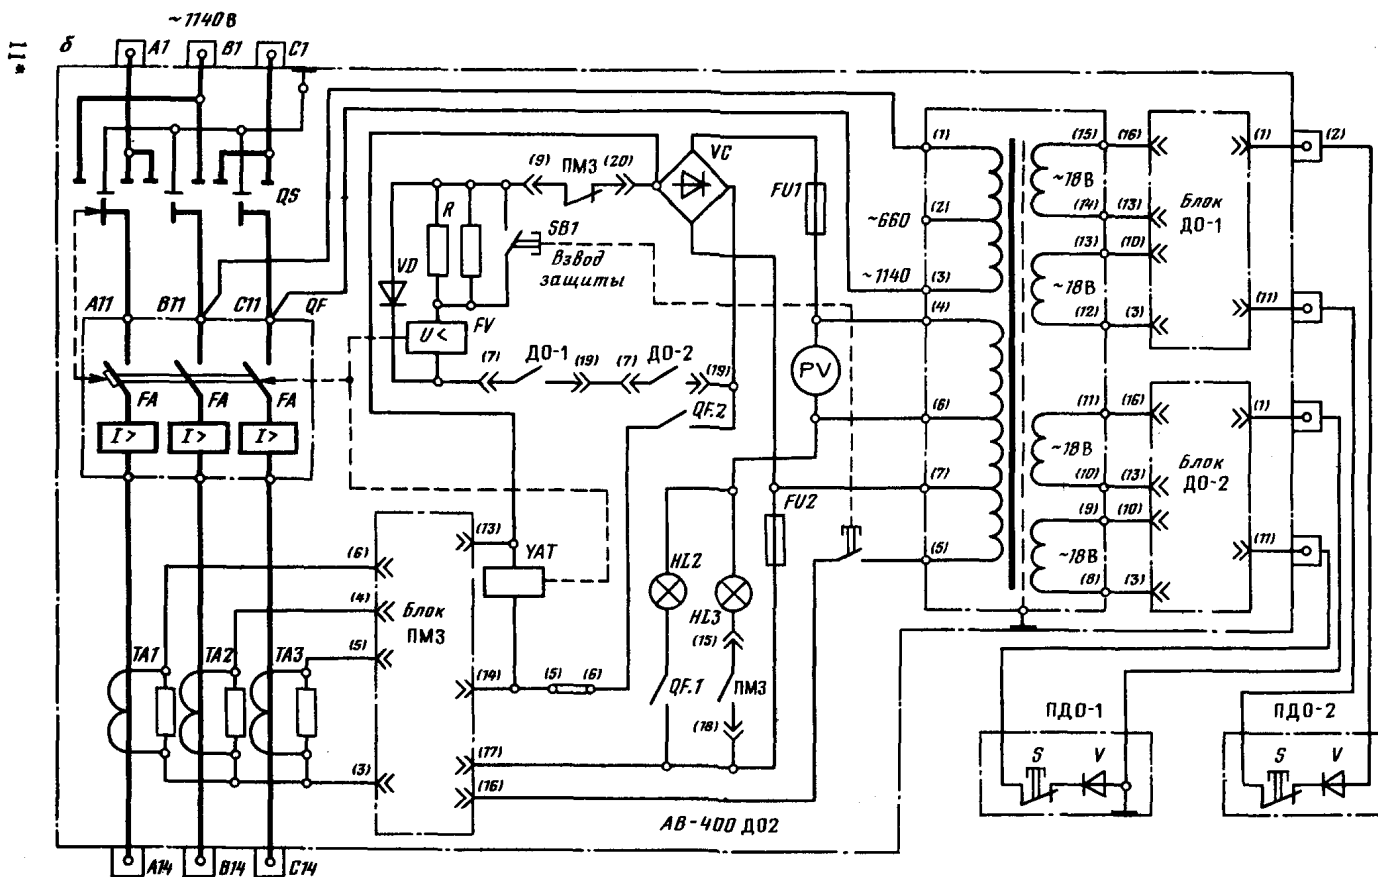 II*
б
~1140 В
A1
B1
C1
QS
A11
B11
C11
QF
FA
FA
FA
I>
I>
I>
VD
R
U<
FV
(9)
ПМЗ
(20)
SB1
Взвод
защиты
VC
FU1
(7)
ДО-1
(19)
(7)
ДО-2
(19)
QF.2
PV
FU2
(1)
~660
(2)
~1140
(3)
(4)
(6)
(7)
(5)
(15)
(16)
~18В
(14)
(13)
(13)
(10)
~18В
(12)
(3)
Блок
ДО-1
(1)
(2)
(11)
(11)
(16)
~18В
(10)
(13)
(9)
(10)
~18В
(8)
(3)
Блок
ДО-2
(1)
(11)
(6)
(4)
(5)
(3)
Блок
ПМЗ
(13)
(14)
(17)
(16)
YAT
(5)
(6)
HL2
HL3
(15)
QF.1
ПМЗ
(18)
TA1
TA2
TA3
АВ-400 ДО2
ПДО-1
S
V
ПДО-2
S
V
A14
B14
C14